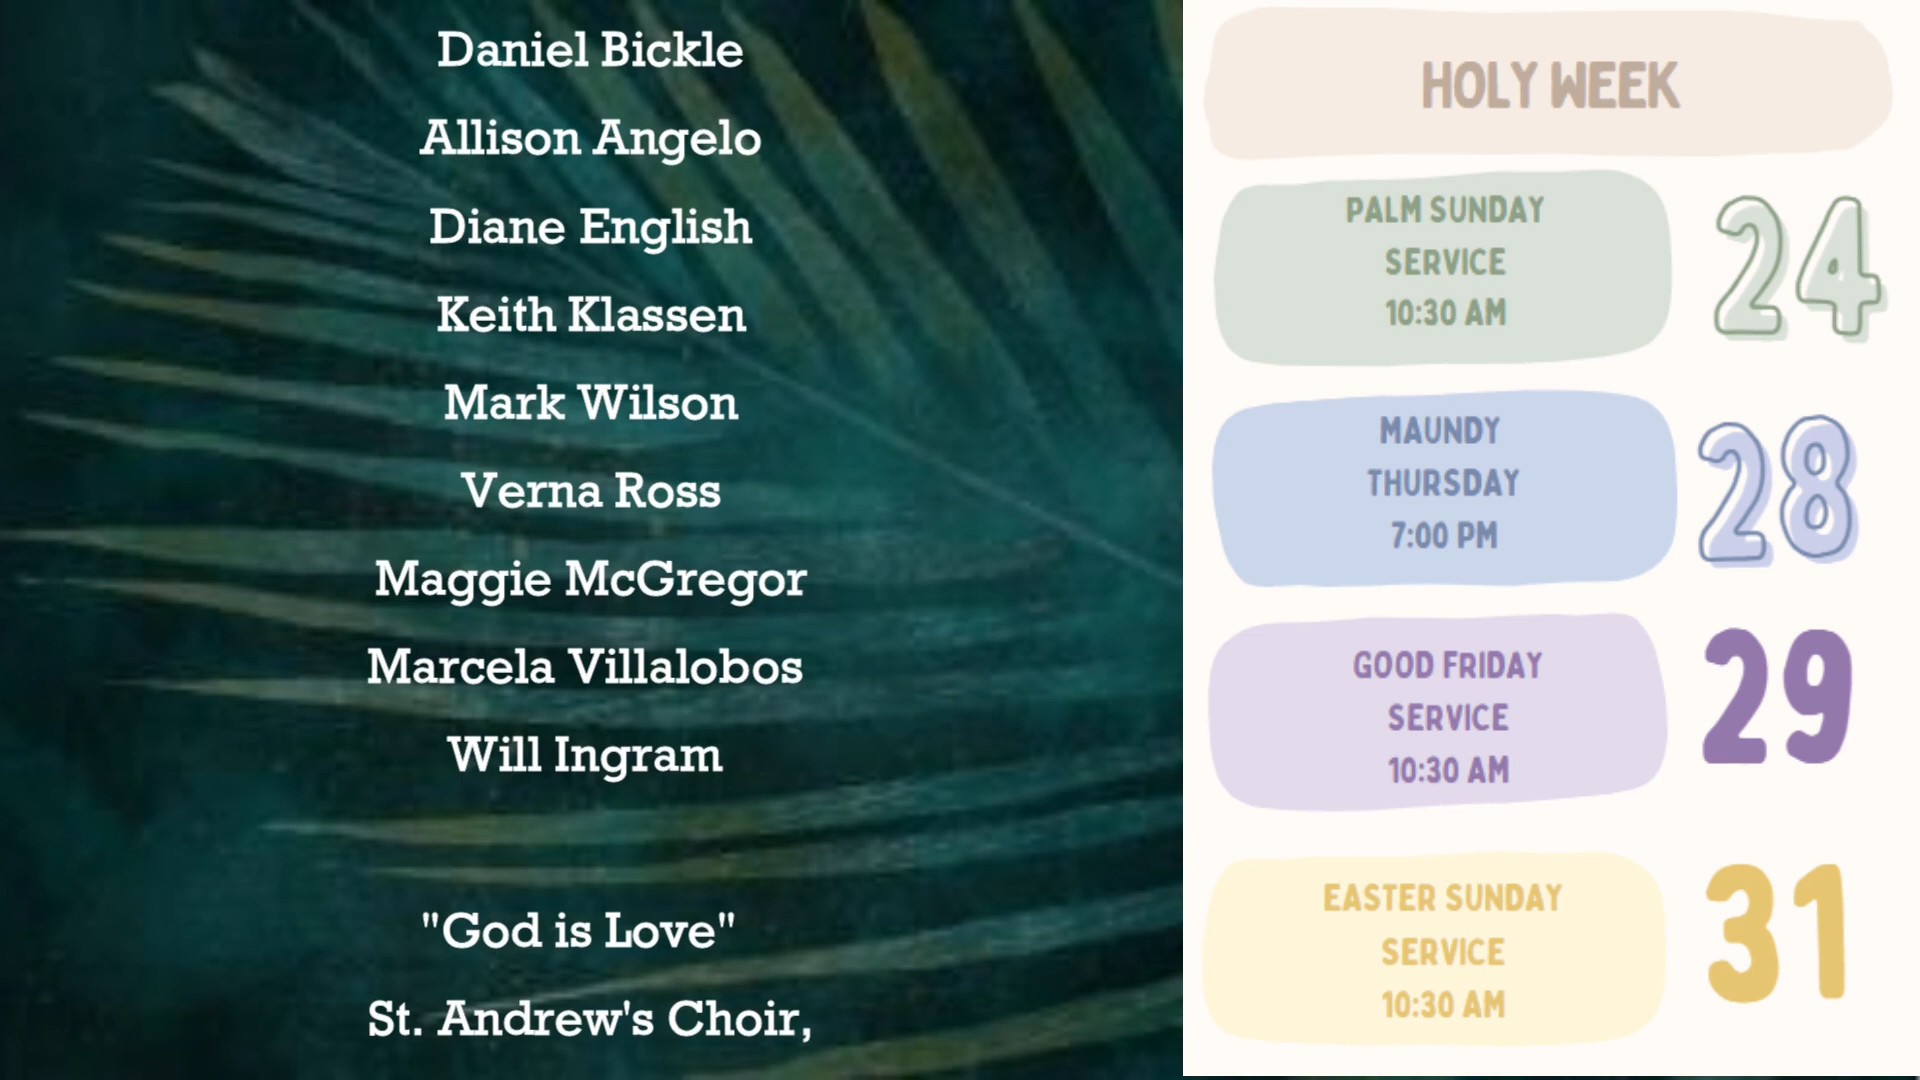 Daniel Bickle
Allison Angelo
Diane English
Keith Klassen
Mark Wilson
Verna Ross
Maggie McGregor
Marcela Villalobos
Will Ingram
"God is Love"
St. Andrew's Choir,
HOLY WEEK
PALM SUNDAY
SERVICE
10:30 AM
24
MAUNDY
THURSDAY
7:00 PM
28
GOOD FRIDAY
SERVICE
10:30 AM
29
EASTER SUNDAY
SERVICE
10:30 AM
31